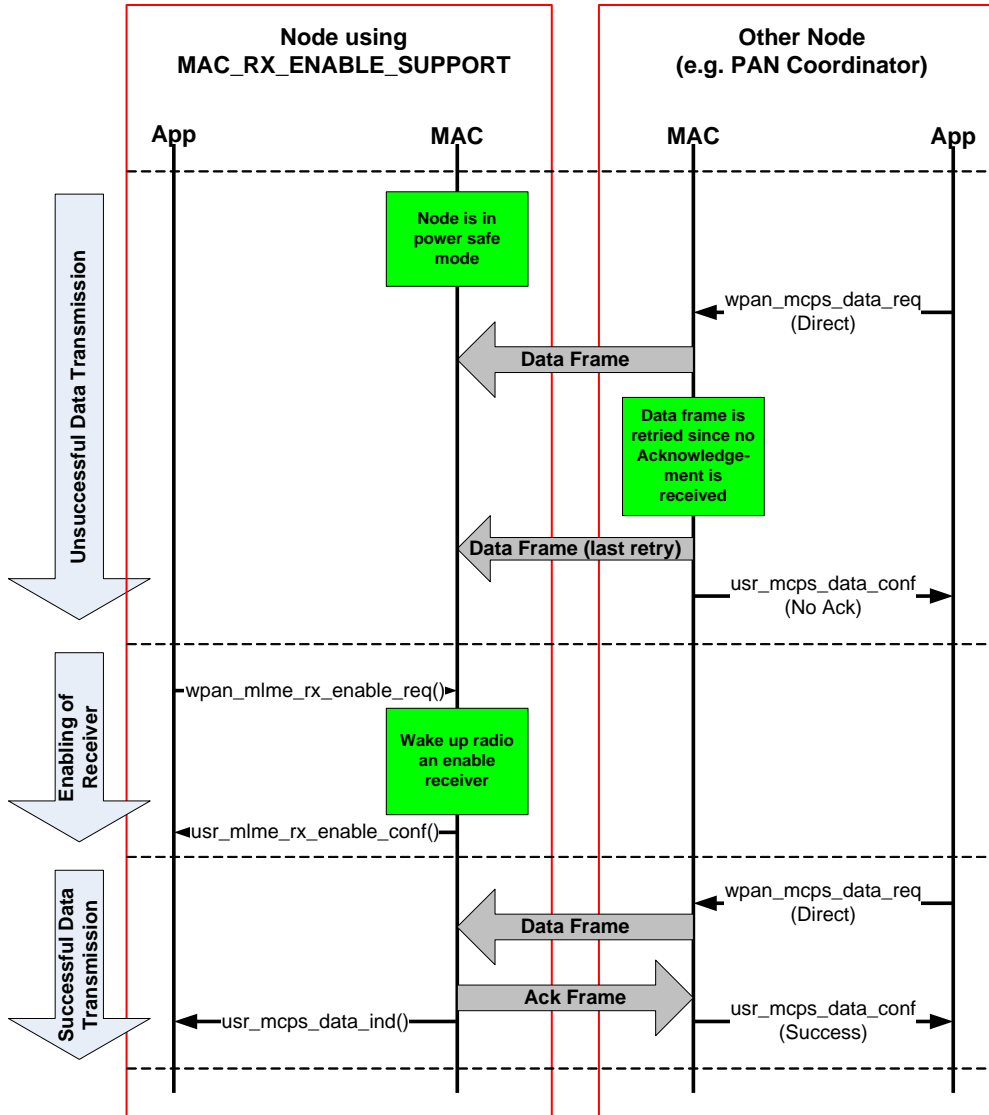 Node using
MAC_RX_ENABLE_SUPPORT
Other Node
(e.g. PAN Coordinator)
App
MAC
MAC
App
Unsuccessful Data Transmission
Node is in
power safe
mode
wpan_mcps_data_req
(Direct)
Data Frame
Data frame is
retried since no
Acknowledge-
ment is
received
Data Frame (last retry)
usr_mcps_data_conf
(No Ack)
Enabling of
Receiver
wpan_mlme_rx_enable_req()
Wake up radio
an enable
receiver
usr_mlme_rx_enable_conf()
Successful Data
Transmission
wpan_mcps_data_req
(Direct)
Data Frame
Ack Frame
usr_mcps_data_ind()
usr_mcps_data_conf
(Success)